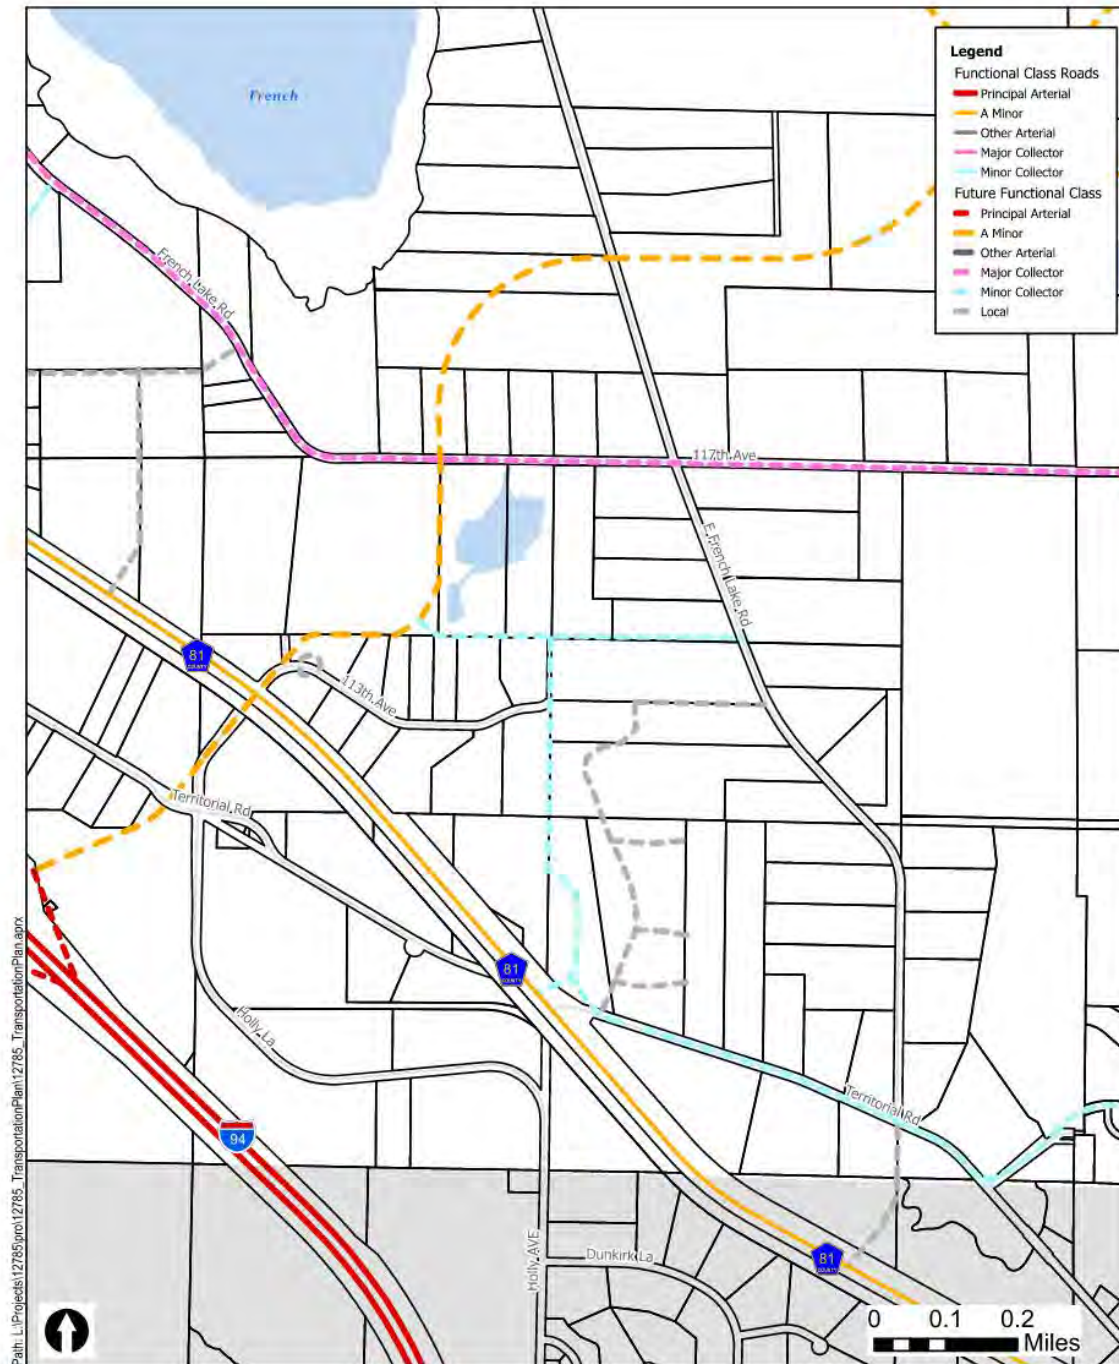 French
Legend
Functional Class Roads
Principal Arterial
A Minor
Other Arterial
Major Collector
Minor Collector
Future Functional Class
Principal Arterial
A Minor
Other Arterial
Major Collector
Minor Collector
Local
French Lake Rd
117th Ave
E French Lake Rd
81
COUNTY
113th Ave
Territorial Rd
81
COUNTY
Holly La
Territorial Rd
94
Holly AVE
Dunkirk La
81
COUNTY
0 0.1 0.2
Miles
Path: L:\Projects\12785\pro\12785_TransportationPlan\12785_TransportationPlan.aprx